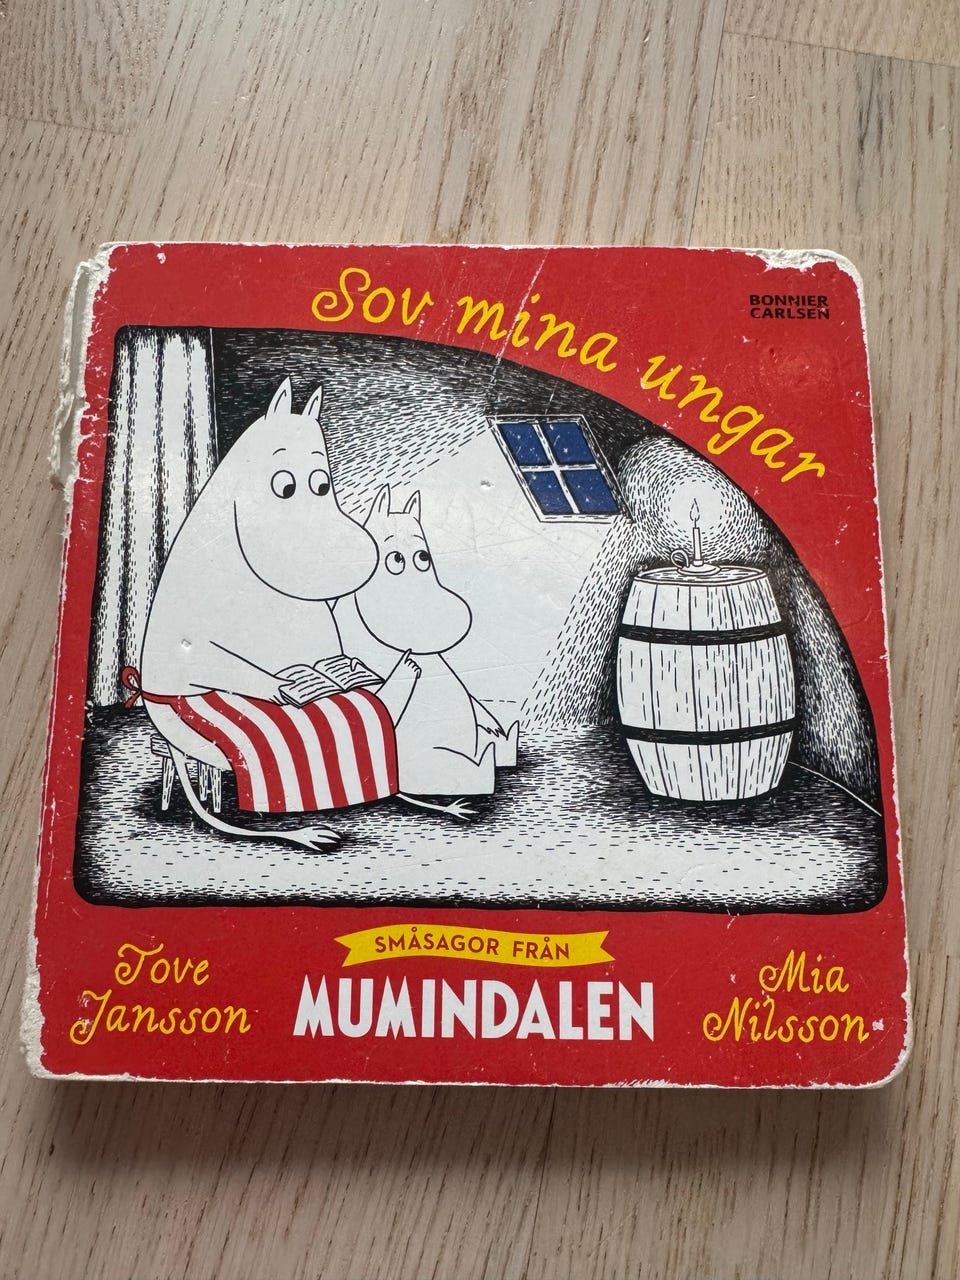 Sov mina ungar
BONNIER
CARLSEN
SMÅSAGOR FRÅN
MUMINDALEN
Tove
Jansson
Mia
Nilsson